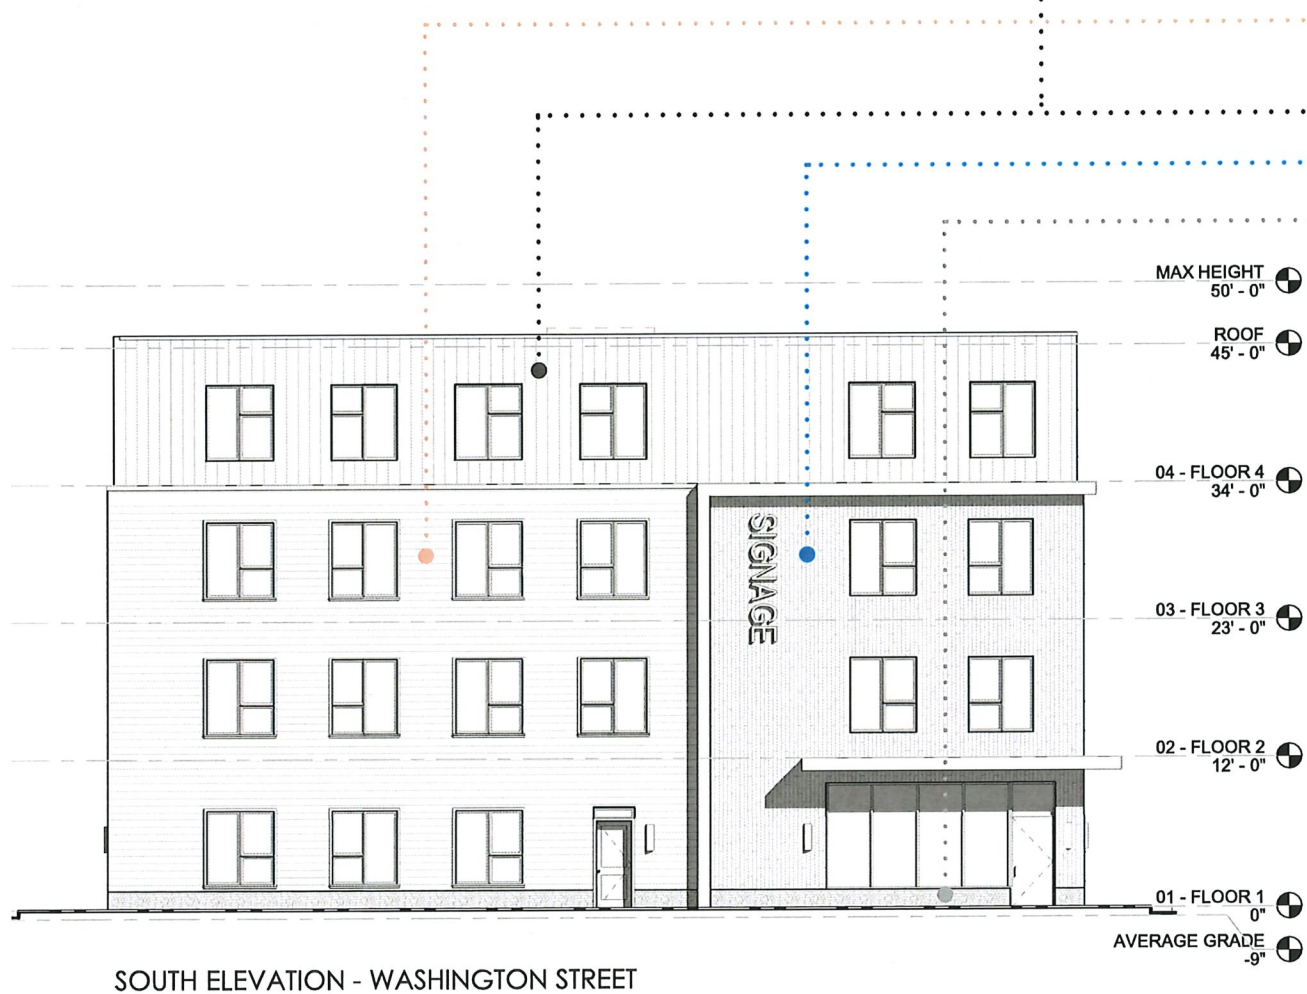 MAX HEIGHT
50' - 0"
ROOF
45' - 0"
04 - FLOOR 4
34' - 0"
SIGNAGE
03 - FLOOR 3
23' - 0"
02 - FLOOR 2
12' - 0"
01 - FLOOR 1
0"
AVERAGE GRADE
-9"
SOUTH ELEVATION - WASHINGTON STREET